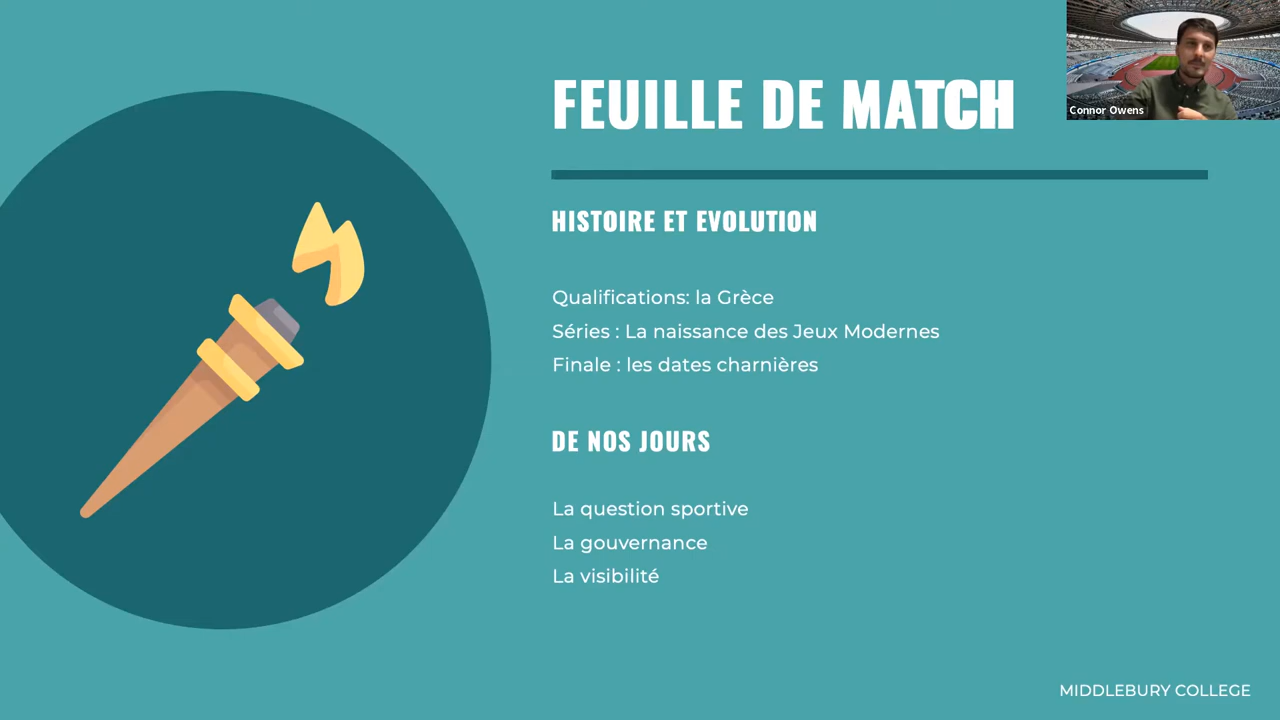 FEUILLE DE MATCH
Connor Owens
HISTOIRE ET EVOLUTION
Qualifications: la Grèce
Séries : La naissance des Jeux Modernes
Finale : les dates charnières
DE NOS JOURS
La question sportive
La gouvernance
La visibilité
MIDDLEBURY COLLEGE